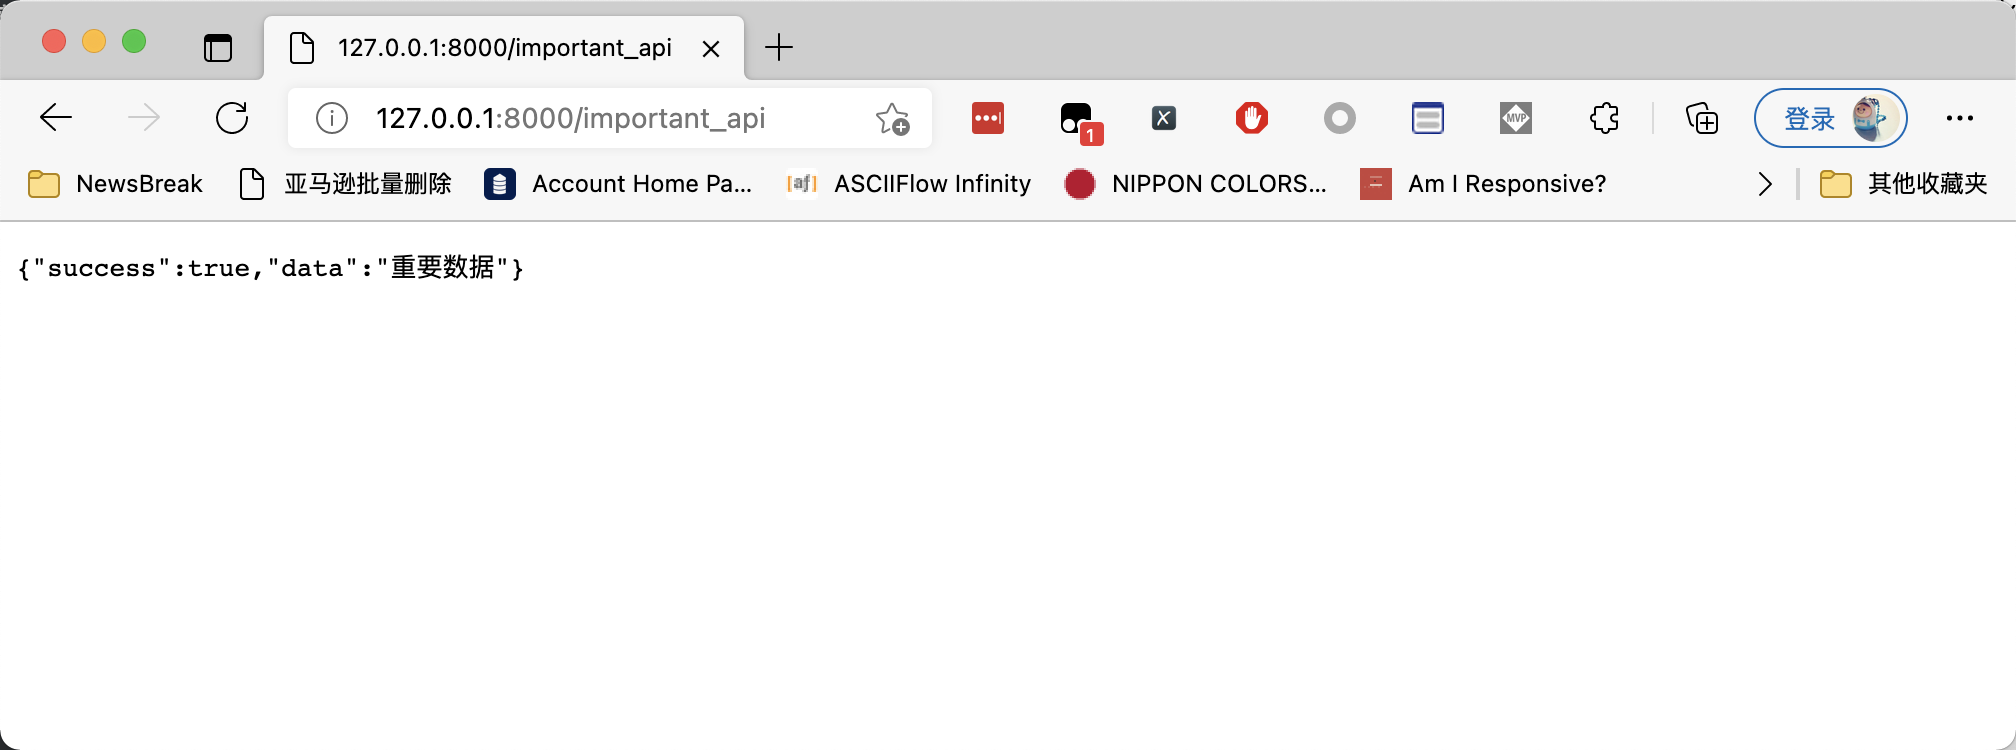 127.0.0.1:8000/important_api
127.0.0.1:8000/important_api
1
X
MVP
登录
NewsBreak
亚马逊批量删除
Account Home Pa...
[af]
ASCIIFlow Infinity
NIPPON COLORS...
Am I Responsive?
其他收藏夹
{"success":true,"data":"重要数据"}